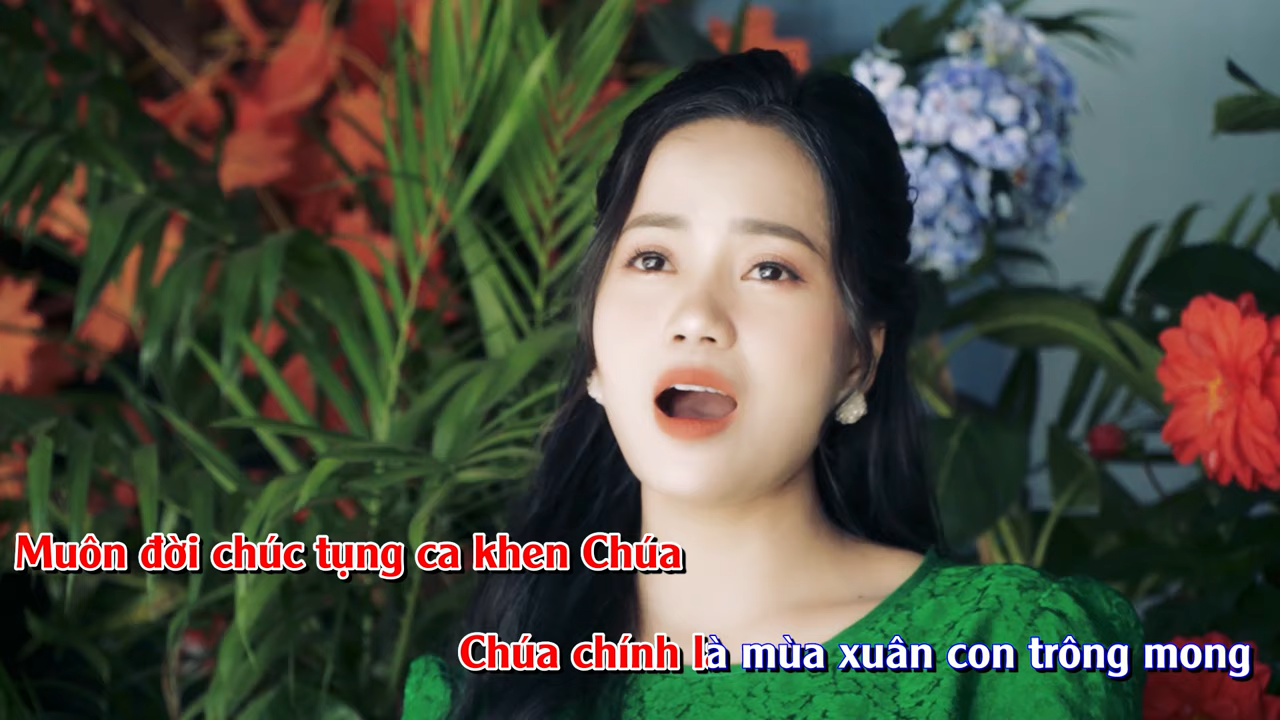 Muôn đời chúc tụng ca khen Chúa
Chúa chính là mùa xuân con trông mong